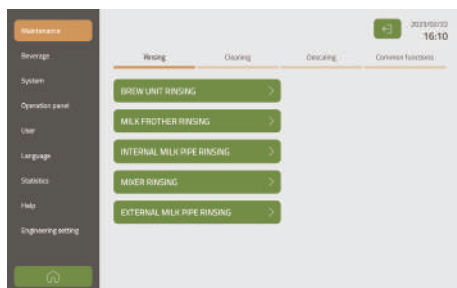 Maintenance
2023/03/22
16:10
Beverage
System
Operation panel
User
Language
Statistics
Help
Engineering setting
Rinsing
Cleaning
Descaling
Common functions
BREW UNIT RINSING
MILK FROTHER RINSING
INTERNAL MILK PIPE RINSING
MIXER RINSING
EXTERNAL MILK PIPE RINSING